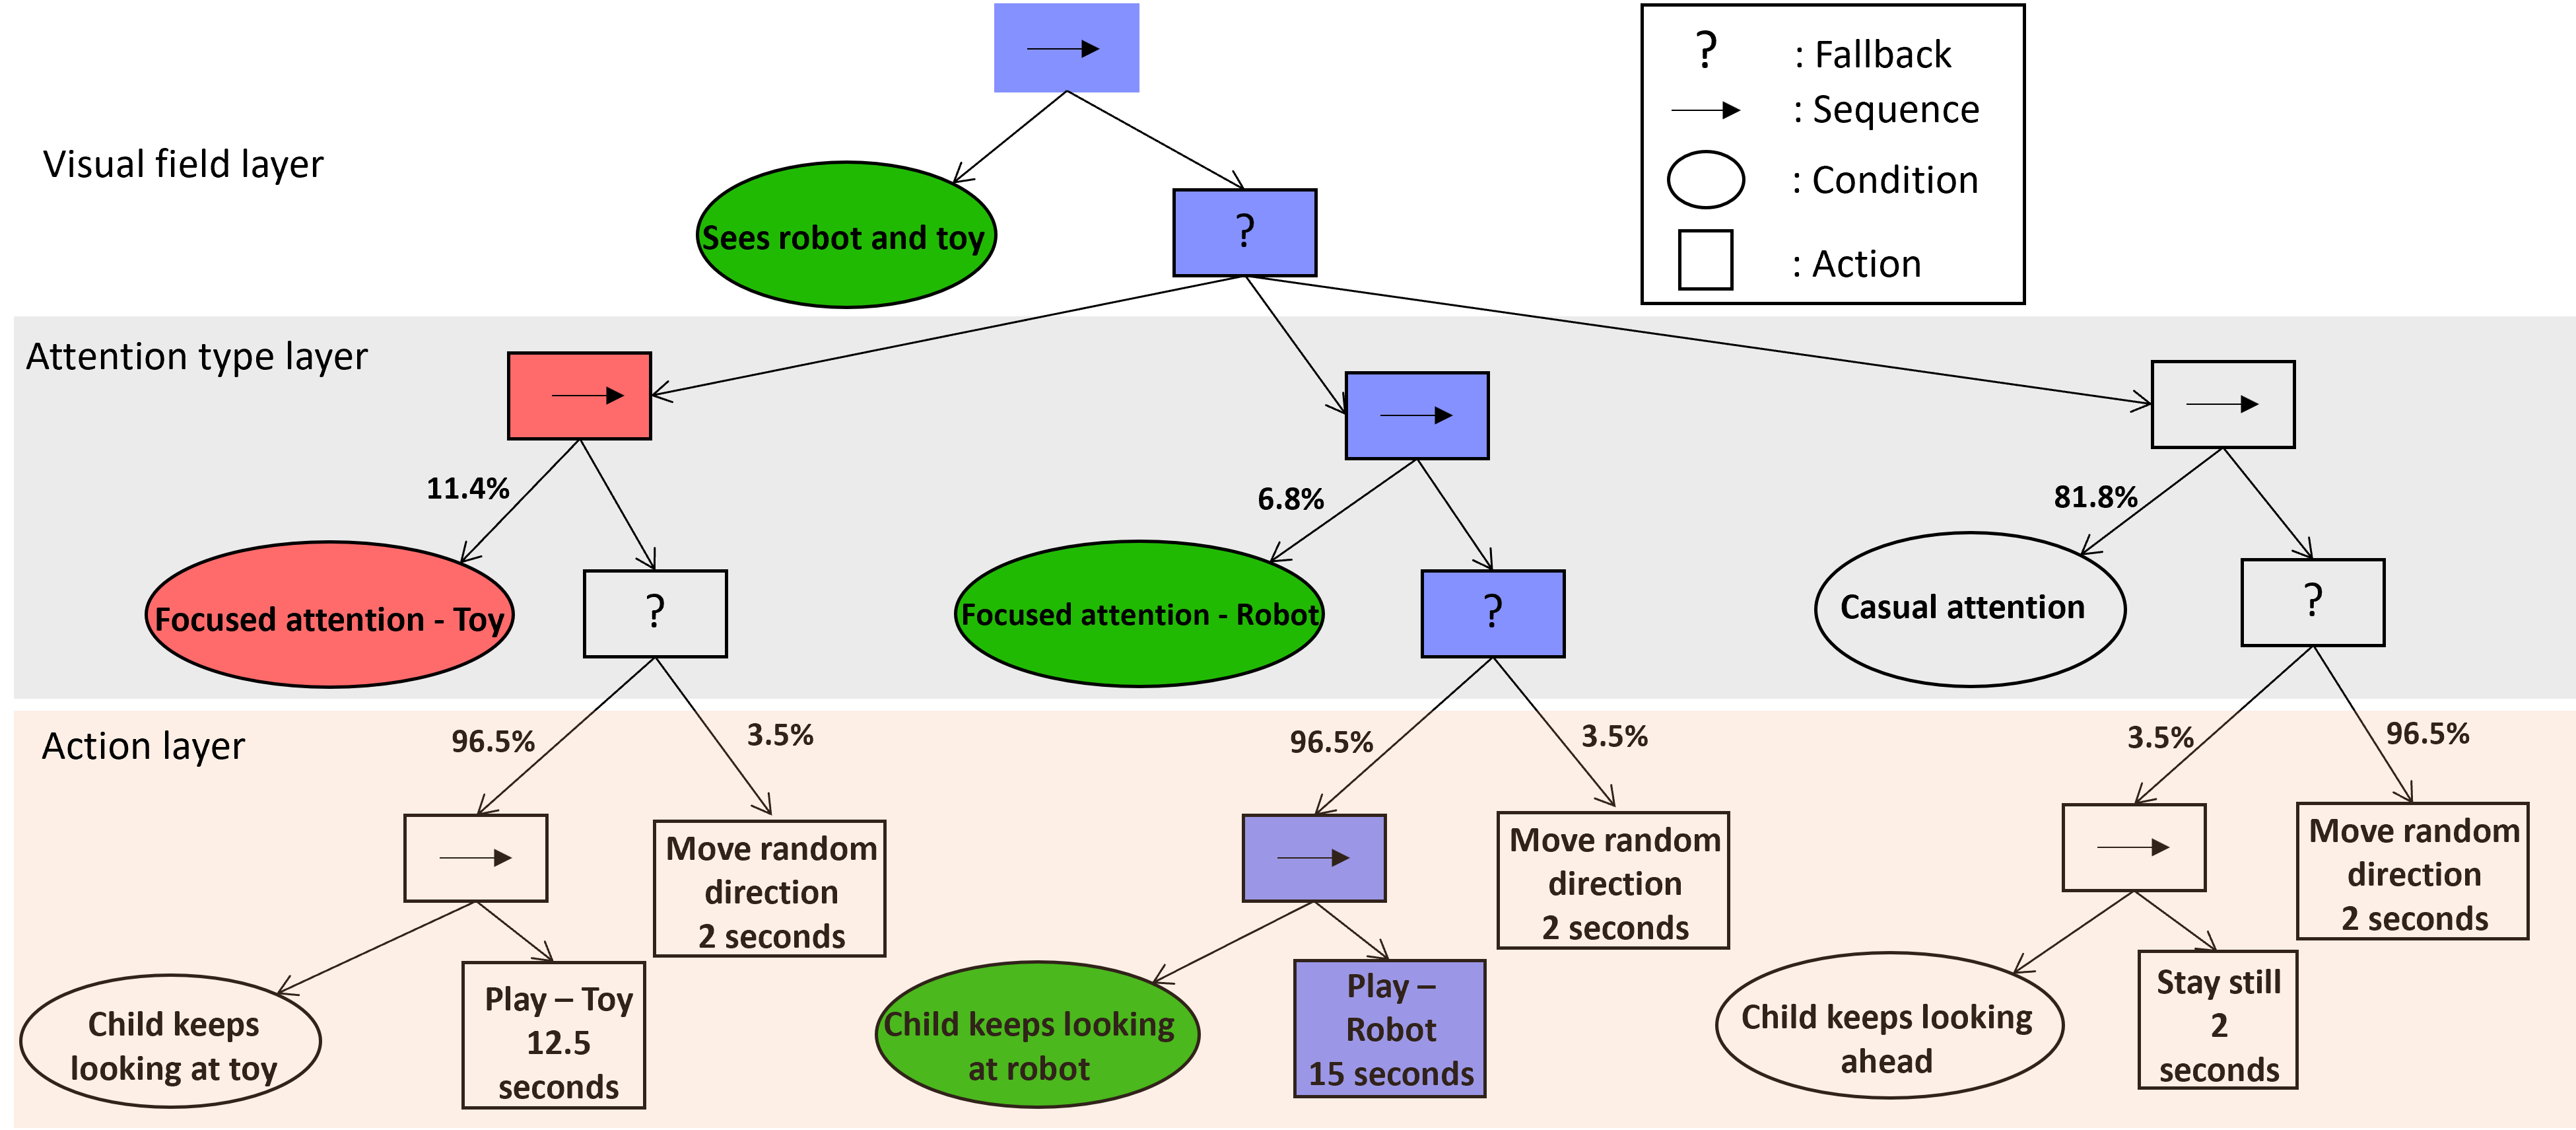 ? : Fallback
: Sequence
: Condition
: Action
Visual field layer
Sees robot and toy
?
Attention type layer
11.4%
6.8%
81.8%
Focused attention - Toy
?
Focused attention - Robot
?
Casual attention
?
Action layer
96.5%
3.5%
96.5%
3.5%
3.5%
96.5%
Move random
direction
2 seconds
Move random
direction
2 seconds
Move random
direction
2 seconds
Child keeps
looking at toy
Play – Toy
12.5
seconds
Child keeps looking
at robot
Play –
Robot
15 seconds
Child keeps looking
ahead
Stay still
2
seconds